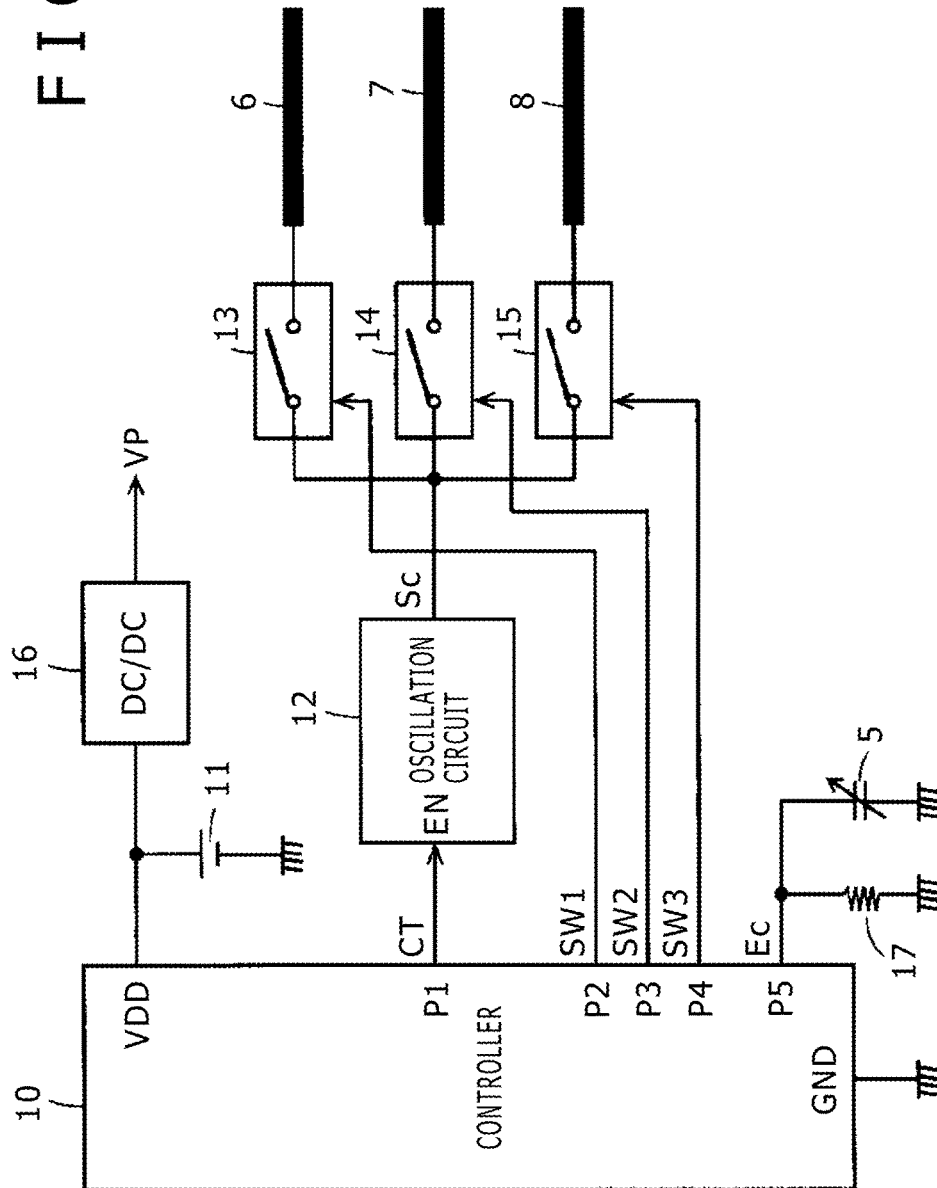 F I
10
16
VDD
DC/DC
VP
11
13
6
12
14
7
CT
Sc
P1
EN
OSCILLATION
CIRCUIT
CONTROLLER
15
8
SW1
P2
SW2
P3
SW3
P4
Ec
P5
GND
5
17